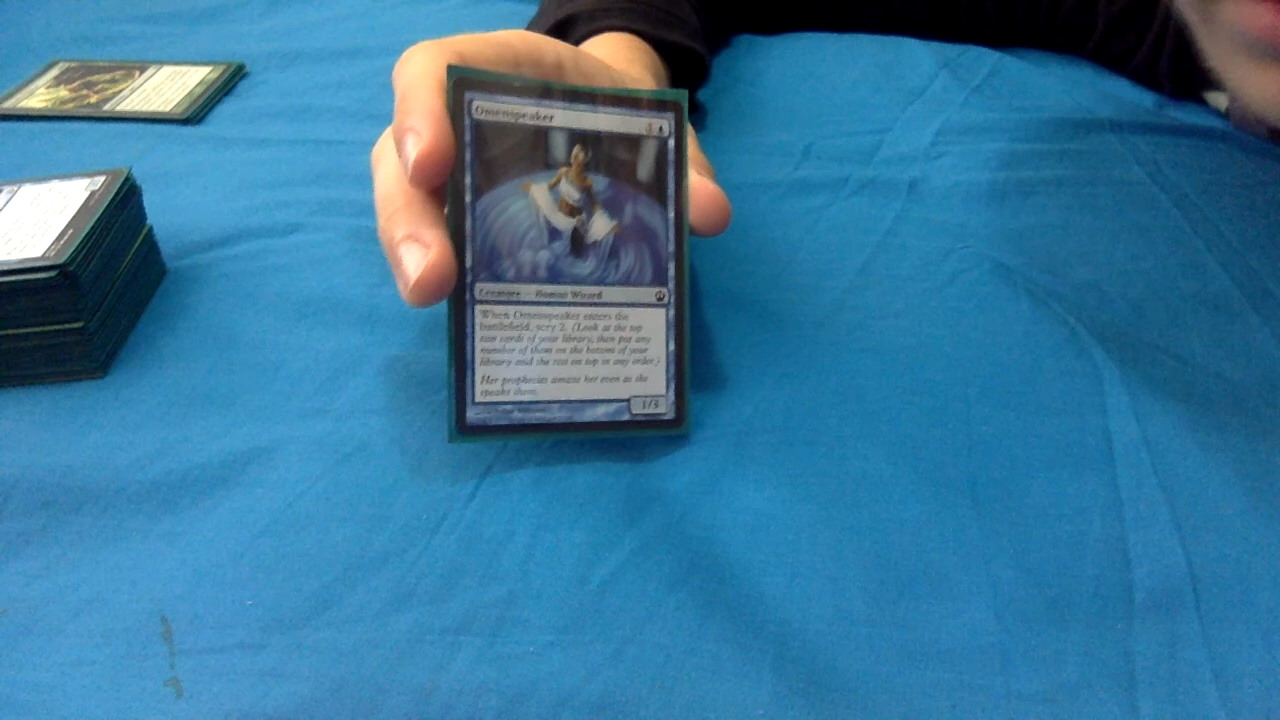 Omenspeaker
1
Creature — Human Wizard
When Omenspeaker enters the
battlefield, scry 2. (Look at the top
two cards of your library, then put any
number of them on the bottom of your
library and the rest on top in any order.)
Her prophecies amaze her even as she
speaks them.
1/3